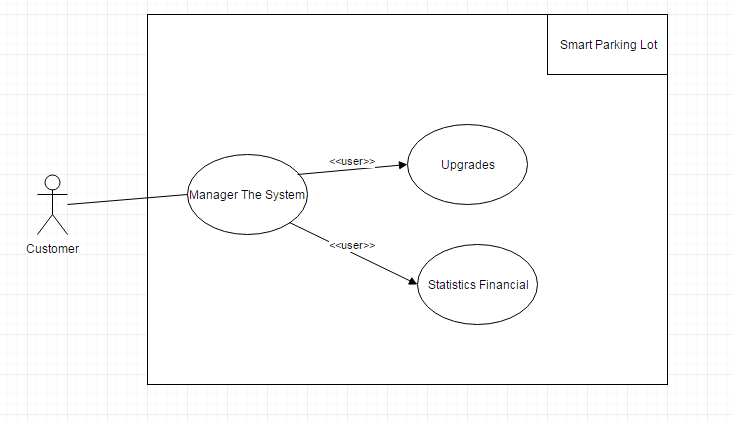 Smart Parking Lot
<<user>>
Upgrades
Manager The System
Customer
<<user>>
Statistics Financial